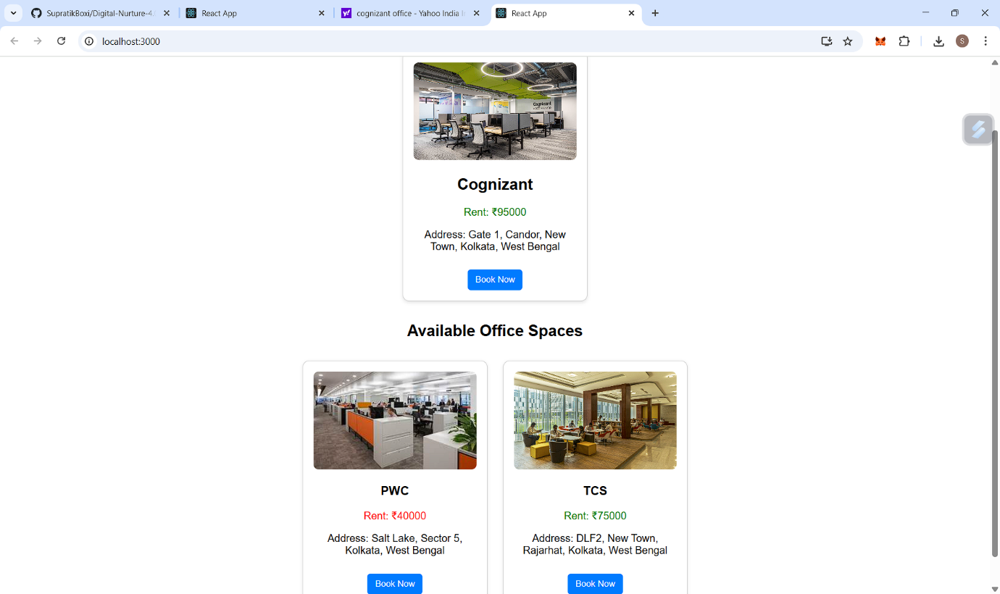 SupratikBoxi/Digital-Nurture-4.
React App
cognizant office - Yahoo India I
React App
localhost:3000
S
Cognizant
Cognizant
Rent: ₹95000
Address: Gate 1, Candor, New
Town, Kolkata, West Bengal
Book Now
Available Office Spaces
PWC
Rent: ₹40000
Address: Salt Lake, Sector 5,
Kolkata, West Bengal
Book Now
TCS
Rent: ₹75000
Address: DLF2, New Town,
Rajarhat, Kolkata, West Bengal
Book Now